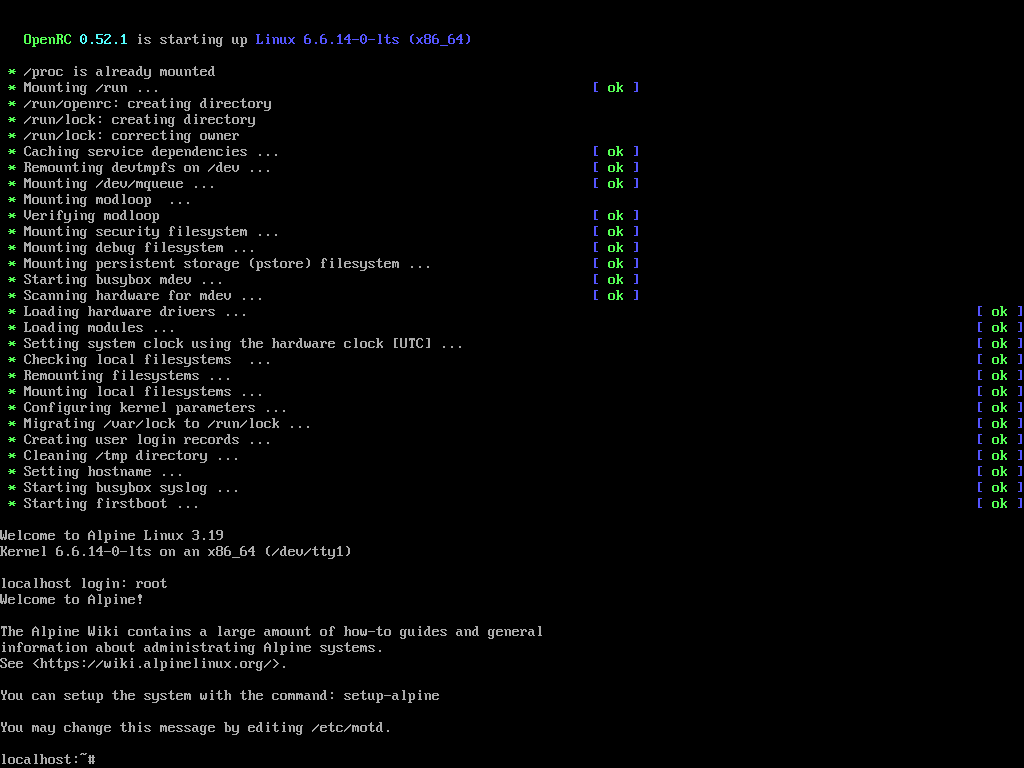 OpenRC 0.52.1 is starting up Linux 6.6.14-0-lts (x86_64)
* /proc is already mounted
* Mounting /run ... [ ok ]
* /run/openrc: creating directory
* /run/lock: creating directory
* /run/lock: correcting owner
* Caching service dependencies ... [ ok ]
* Remounting devtmpfs on /dev ... [ ok ]
* Mounting /dev/mqueue ... [ ok ]
* Mounting modloop  ...
* Verifying modloop [ ok ]
* Mounting security filesystem ... [ ok ]
* Mounting debug filesystem ... [ ok ]
* Mounting persistent storage (pstore) filesystem ... [ ok ]
* Starting busybox mdev ... [ ok ]
* Scanning hardware for mdev ... [ ok ]
* Loading hardware drivers ... [ ok ]
* Loading modules ... [ ok ]
* Setting system clock using the hardware clock [UTC] ... [ ok ]
* Checking local filesystems  ... [ ok ]
* Remounting filesystems ... [ ok ]
* Mounting local filesystems ... [ ok ]
* Configuring kernel parameters ... [ ok ]
* Migrating /var/lock to /run/lock ... [ ok ]
* Creating user login records ... [ ok ]
* Cleaning /tmp directory ... [ ok ]
* Setting hostname ... [ ok ]
* Starting busybox syslog ... [ ok ]
* Starting firstboot ... [ ok ]
Welcome to Alpine Linux 3.19
Kernel 6.6.14-0-lts on an x86_64 (/dev/tty1)
localhost login: root
Welcome to Alpine!
The Alpine Wiki contains a large amount of how-to guides and general
information about administrating Alpine systems.
See <https://wiki.alpinelinux.org/>.
You can setup the system with the command: setup-alpine
You may change this message by editing /etc/motd.
localhost:~#